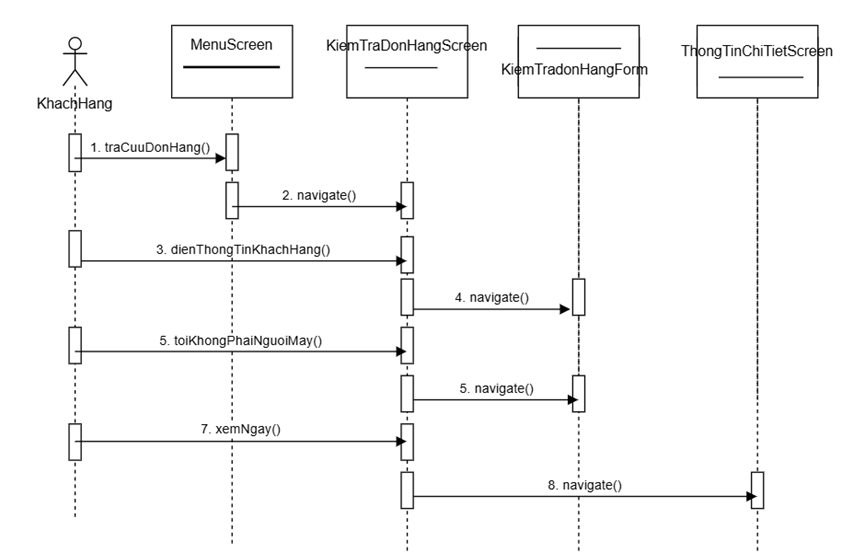 MenuScreen
KiemTraDonHangScreen
KiemTradonHangForm
ThongTinChiTietScreen
KhachHang
1. traCuuDonHang()
2. navigate()
3. dienThongTinKhachHang()
4. navigate()
5. toiKhongPhaiNguoiMay()
5. navigate()
7. xemNgay()
8. navigate()